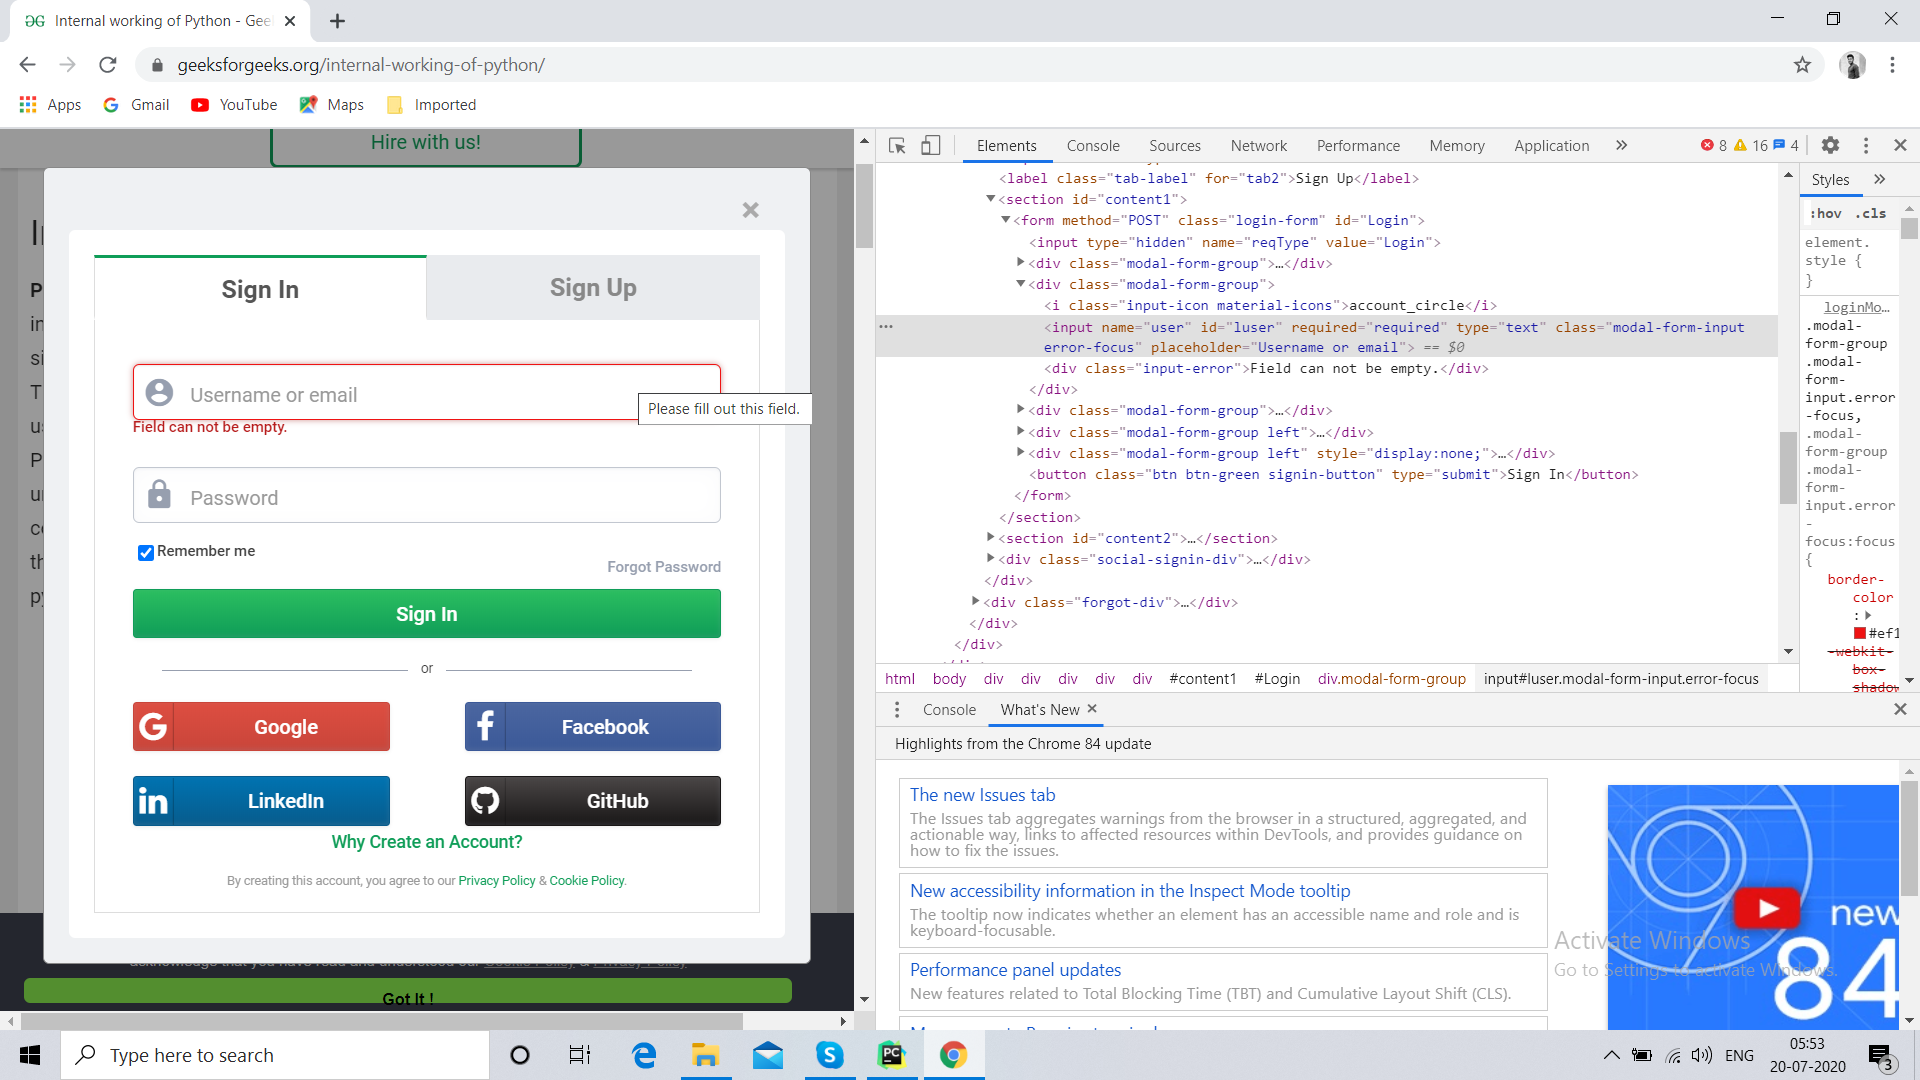 Internal working of Python - Gee
geeksforgeeks.org/internal-working-of-python/
Apps Gmail YouTube Maps Imported
Hire with us!
×
Sign In Sign Up
Username or email
Please fill out this field.
Field can not be empty.
Password
Remember me
Forgot Password
Sign In
or
Google Facebook
LinkedIn GitHub
Why Create an Account?
By creating this account, you agree to our Privacy Policy & Cookie Policy.
Got It !
Elements Console Sources Network Performance Memory Application » 8 16 4
<label class="tab-label" for="tab2">Sign Up</label>
<section id="content1">
<form method="POST" class="login-form" id="Login">
<input type="hidden" name="reqType" value="Login">
<div class="modal-form-group">…</div>
<div class="modal-form-group">
<i class="input-icon material-icons">account_circle</i>
<input name="user" id="luser" required="required" type="text" class="modal-form-input
error-focus" placeholder="Username or email"> == $0
<div class="input-error">Field can not be empty.</div>
</div>
<div class="modal-form-group">…</div>
<div class="modal-form-group left">…</div>
<div class="modal-form-group left" style="display:none;">…</div>
<button class="btn btn-green signin-button" type="submit">Sign In</button>
</form>
</section>
<section id="content2">…</section>
<div class="social-signin-div">…</div>
</div>
<div class="forgot-div">…</div>
</div>
</div>
html body div div div div div #content1 #Login div.modal-form-group input#luser.modal-form-input.error-focus
Styles »
:hov .cls
element.
style {
}
loginMo…
.modal-
form-group
.modal-
form-
input.error
-focus,
.modal-
form-group
.modal-
form-
input.error
-
focus:focus
{
border-
color
:
#ef1
-webkit-
box-
shadow
Console What's New ×
Highlights from the Chrome 84 update
The new Issues tab
The Issues tab aggregates warnings from the browser in a structured, aggregated, and
actionable way, links to affected resources within DevTools, and provides guidance on
how to fix the issues.
New accessibility information in the Inspect Mode tooltip
The tooltip now indicates whether an element has an accessible name and role and is
keyboard-focusable.
Performance panel updates
New features related to Total Blocking Time (TBT) and Cumulative Layout Shift (CLS).
new
84
Activate Windows
Go to Settings to activate Windows.
Type here to search
ENG
05:53
20-07-2020
3